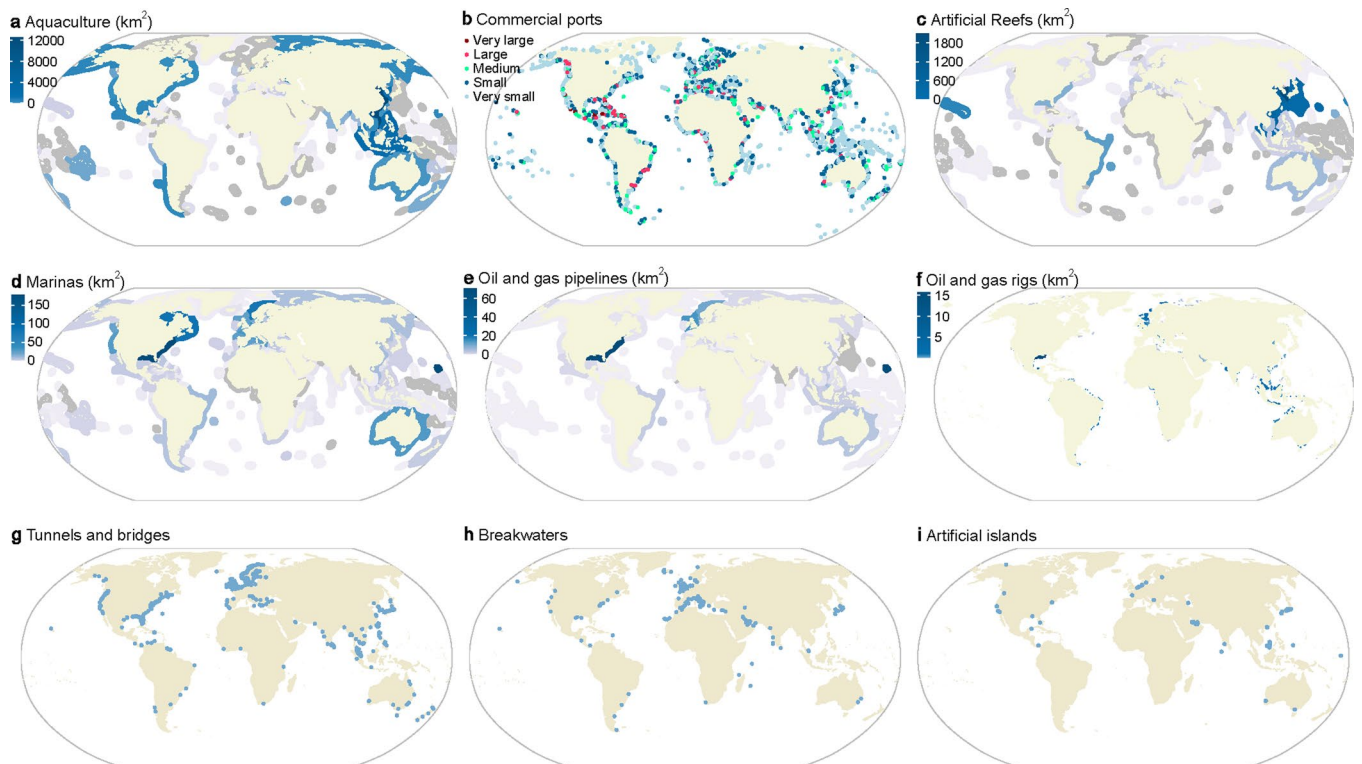 a Aquaculture (km²)
12000
8000
4000
0
b Commercial ports
Very large
Large
Medium
Small
Very small
c Artificial Reefs (km²)
1800
1200
600
0
d Marinas (km²)
150
100
50
0
e Oil and gas pipelines (km²)
60
40
20
0
f Oil and gas rigs (km²)
15
10
5
g Tunnels and bridges
h Breakwaters
i Artificial islands